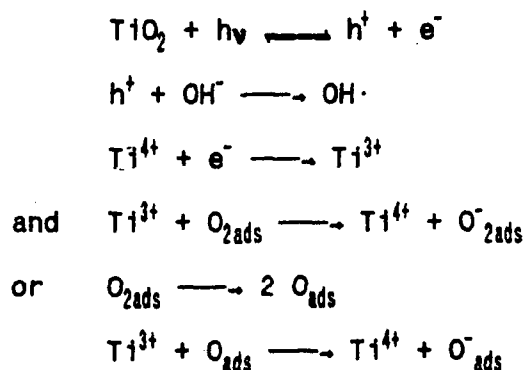 TiO₂ + hν ⇌ h⁺ + e⁻
h⁺ + OH⁻ ⟶ OH·
Ti⁴⁺ + e⁻ ⟶ Ti³⁺
and Ti³⁺ + O₂ads ⟶ Ti⁴⁺ + O⁻₂ads
or O₂ads ⟶ 2 Oads
Ti³⁺ + Oads ⟶ Ti⁴⁺ + O⁻ads